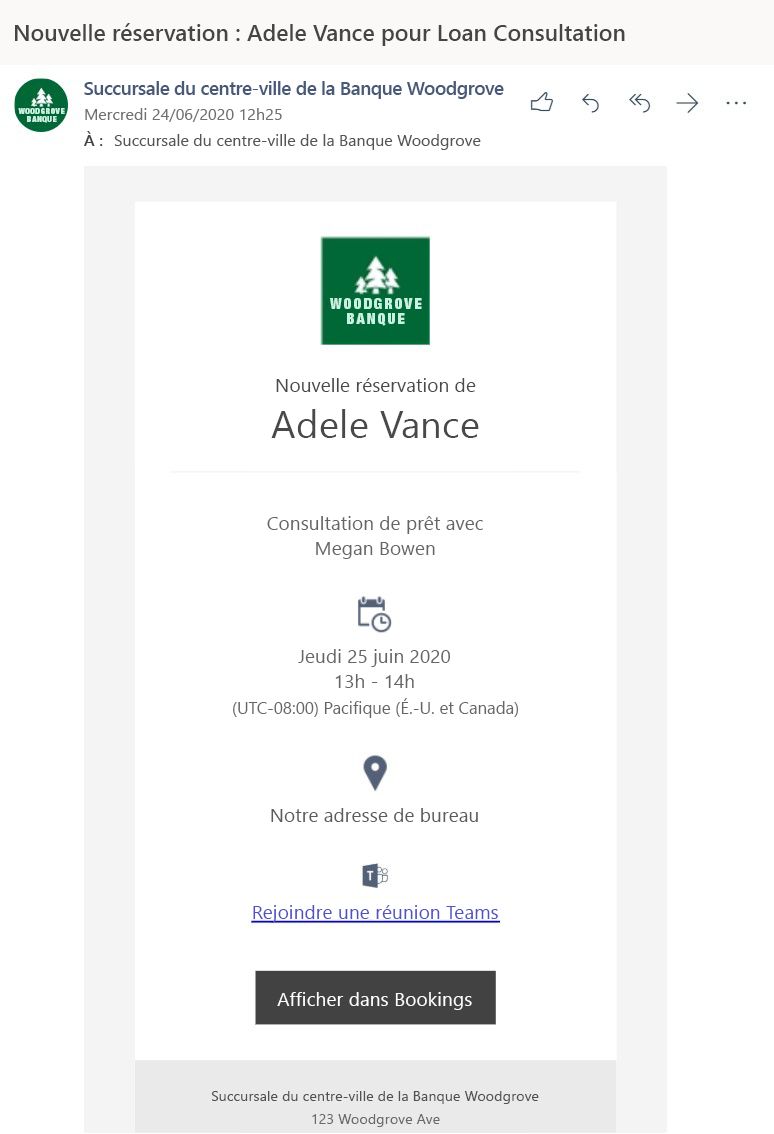 Nouvelle réservation : Adele Vance pour Loan Consultation
Succursale du centre-ville de la Banque Woodgrove
Mercredi 24/06/2020 12h25
À : Succursale du centre-ville de la Banque Woodgrove
WOODGROVE
BANQUE
WOODGROVE
BANQUE
Nouvelle réservation de
Adele Vance
Consultation de prêt avec
Megan Bowen
Jeudi 25 juin 2020
13h - 14h
(UTC-08:00) Pacifique (É.-U. et Canada)
Notre adresse de bureau
T
Rejoindre une réunion Teams
Afficher dans Bookings
Succursale du centre-ville de la Banque Woodgrove
123 Woodgrove Ave